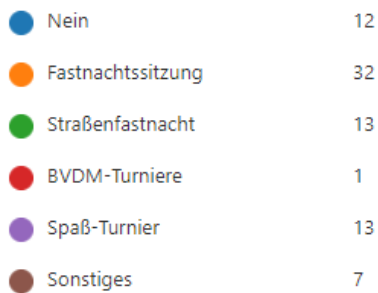 Nein 12
Fastnachtssitzung 32
Straßenfastnacht 13
BVDM-Turniere 1
Spaß-Turnier 13
Sonstiges 7